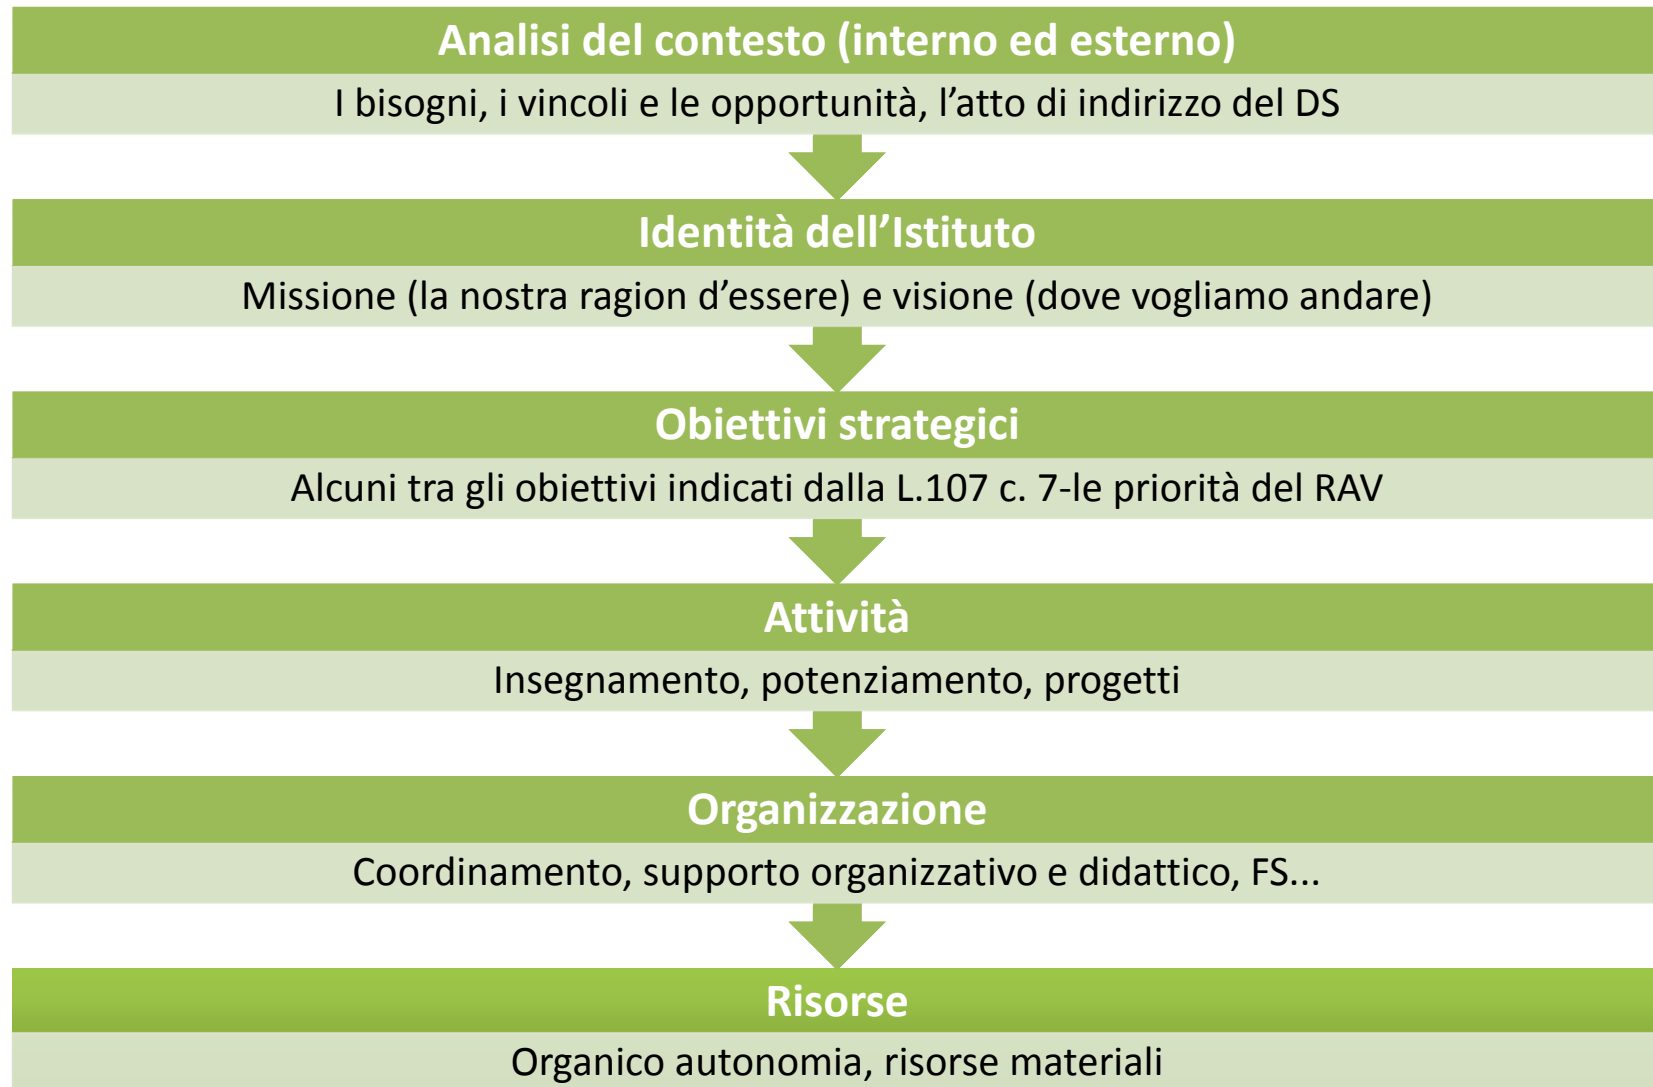 Analisi del contesto (interno ed esterno)
I bisogni, i vincoli e le opportunità, l’atto di indirizzo del DS
Identità dell’Istituto
Missione (la nostra ragion d’essere) e visione (dove vogliamo andare)
Obiettivi strategici
Alcuni tra gli obiettivi indicati dalla L.107 c. 7-le priorità del RAV
Attività
Insegnamento, potenziamento, progetti
Organizzazione
Coordinamento, supporto organizzativo e didattico, FS...
Risorse
Organico autonomia, risorse materiali